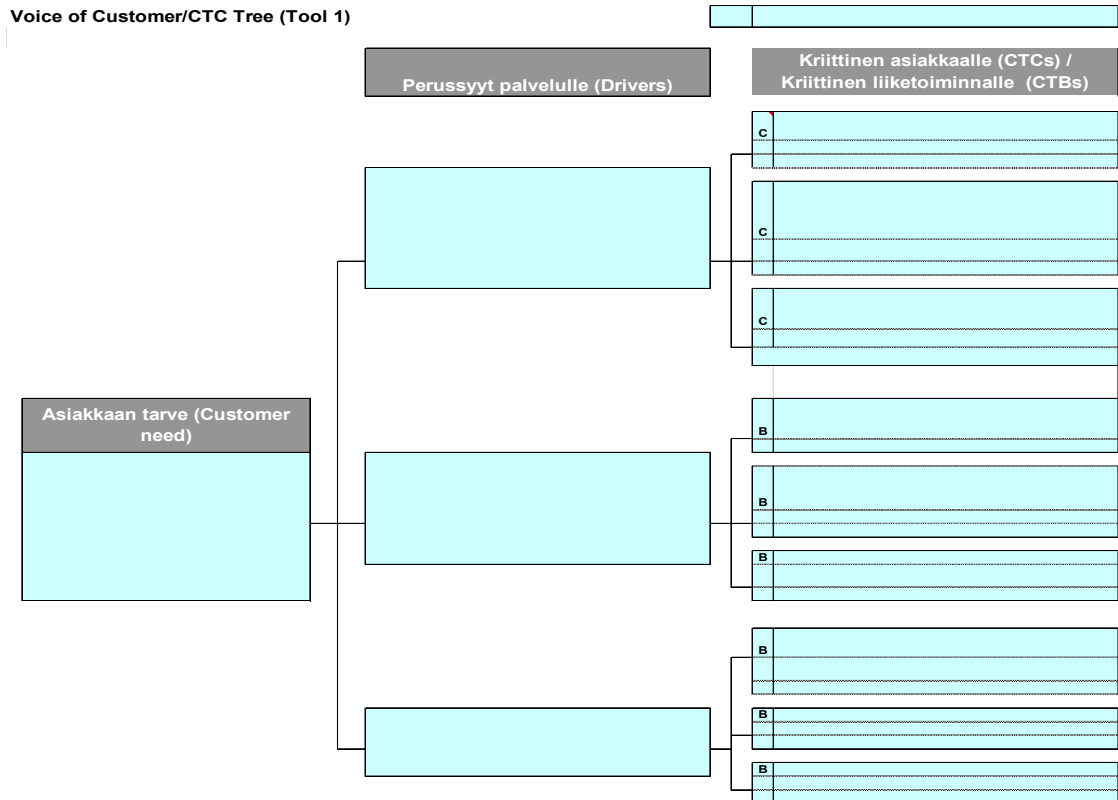 Voice of Customer/CTC Tree (Tool 1)
Perussyyt palvelulle (Drivers)
Kriittinen asiakkaalle (CTCs) /
Kriittinen liiketoiminnalle (CTBs)
C
C
C
Asiakkaan tarve (Customer
need)
B
B
B
B
B
B